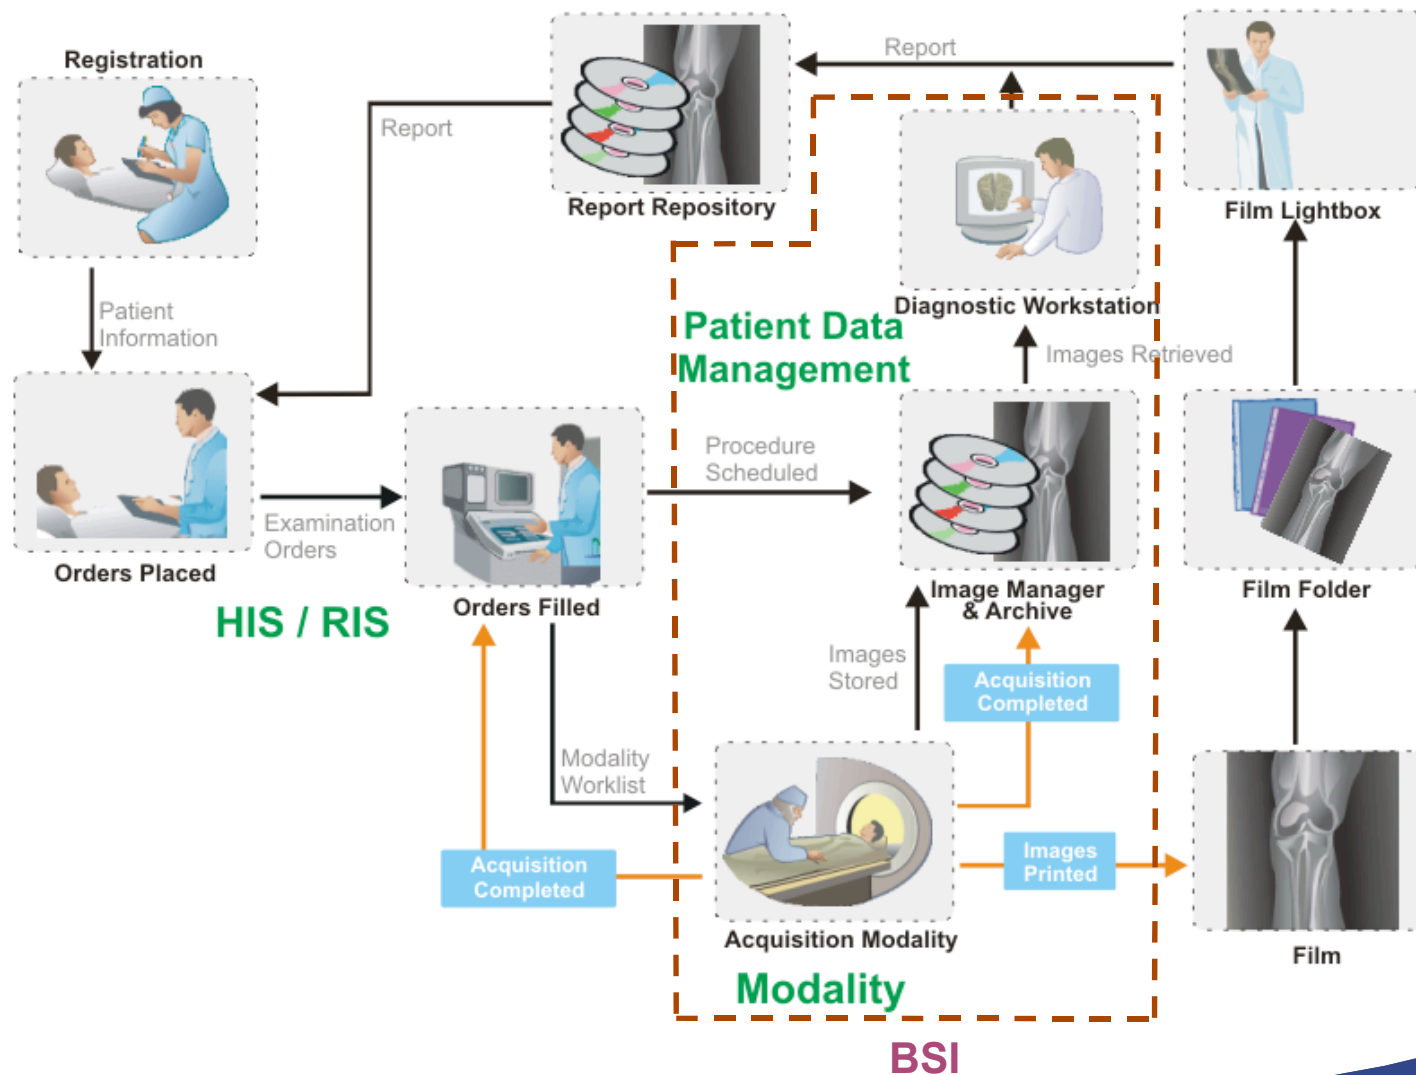 Registration
Report
Report
Report Repository
Film Lightbox
Patient
Information
Diagnostic Workstation
Patient Data
Management
Images Retrieved
Procedure
Scheduled
Examination
Orders
Orders Placed
Orders Filled
Image Manager
& Archive
Film Folder
HIS / RIS
Images
Stored
Acquisition
Completed
Modality
Worklist
Acquisition
Completed
Images
Printed
Acquisition Modality
Film
Modality
BSI